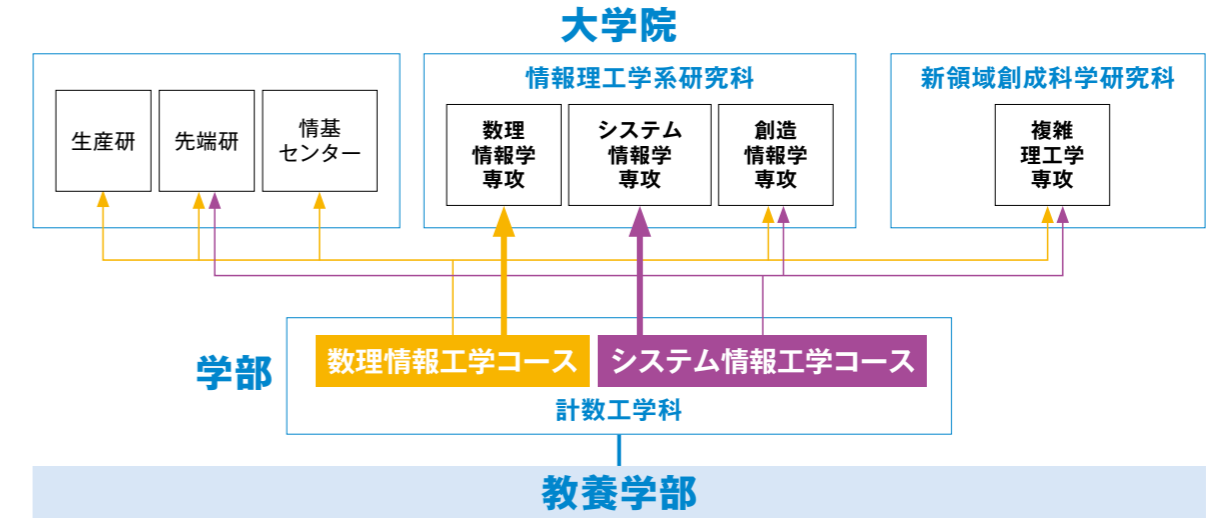 大学院
情報理工学系研究科
新領域創成科学研究科
生産研
先端研
情基
センター
数理
情報学
専攻
システム
情報学
専攻
創造
情報学
専攻
複雑
理工学
専攻
学部
数理情報工学コース
システム情報工学コース
計数工学科
教養学部